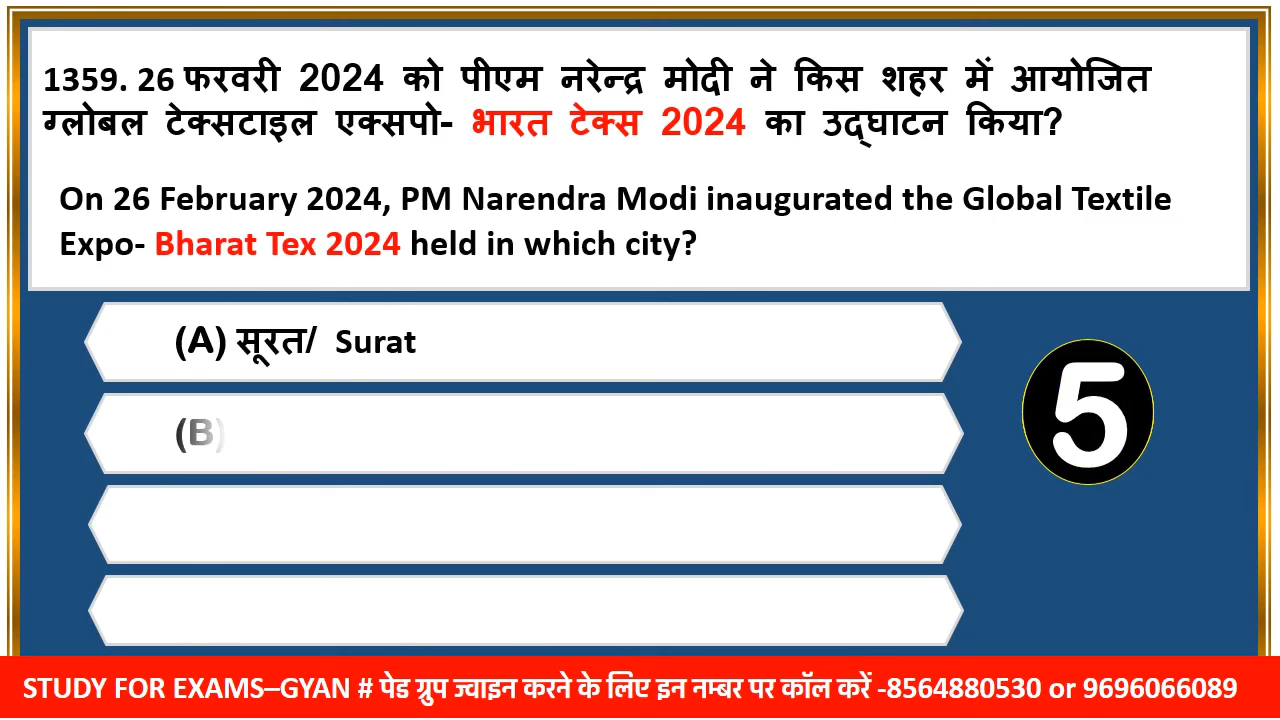 1359. 26 फरवरी 2024 को पीएम नरेन्द्र मोदी ने किस शहर में आयोजित
ग्लोबल टेक्सटाइल एक्सपो- भारत टेक्स 2024 का उद्घाटन किया?
On 26 February 2024, PM Narendra Modi inaugurated the Global Textile
Expo- Bharat Tex 2024 held in which city?
(A) सूरत/ Surat
(B)
5
STUDY FOR EXAMS–GYAN # पेड ग्रुप ज्वाइन करने के लिए इन नम्बर पर कॉल करें -8564880530 or 9696066089